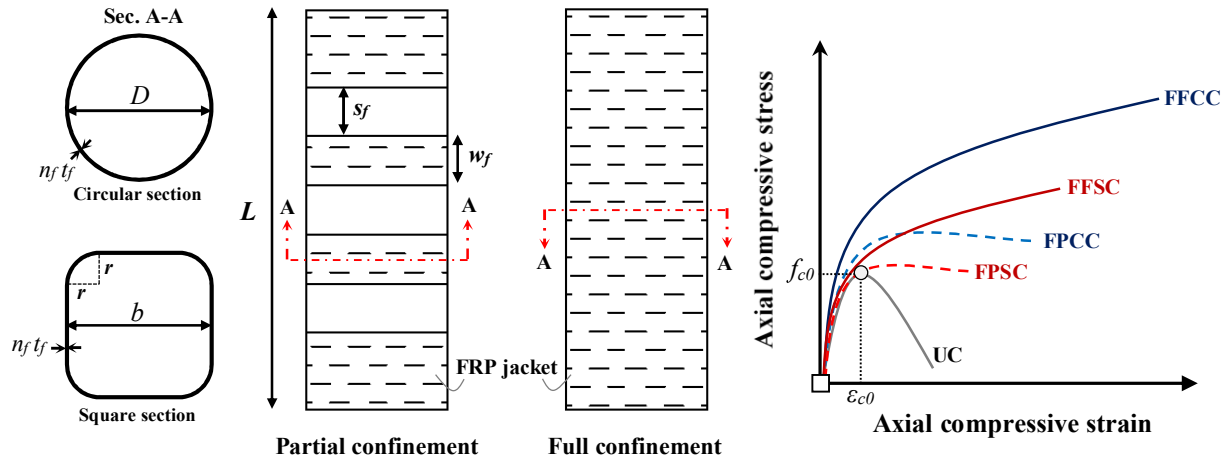 Sec. A-A
D
n_f t_f
Circular section
r
r
b
n_f t_f
Square section
L
s_f
w_f
A
A
Partial confinement
FRP jacket
A
A
Full confinement
Axial compressive stress
FFCC
FFSC
FPCC
FPSC
f_c0
UC
ε_c0
Axial compressive strain